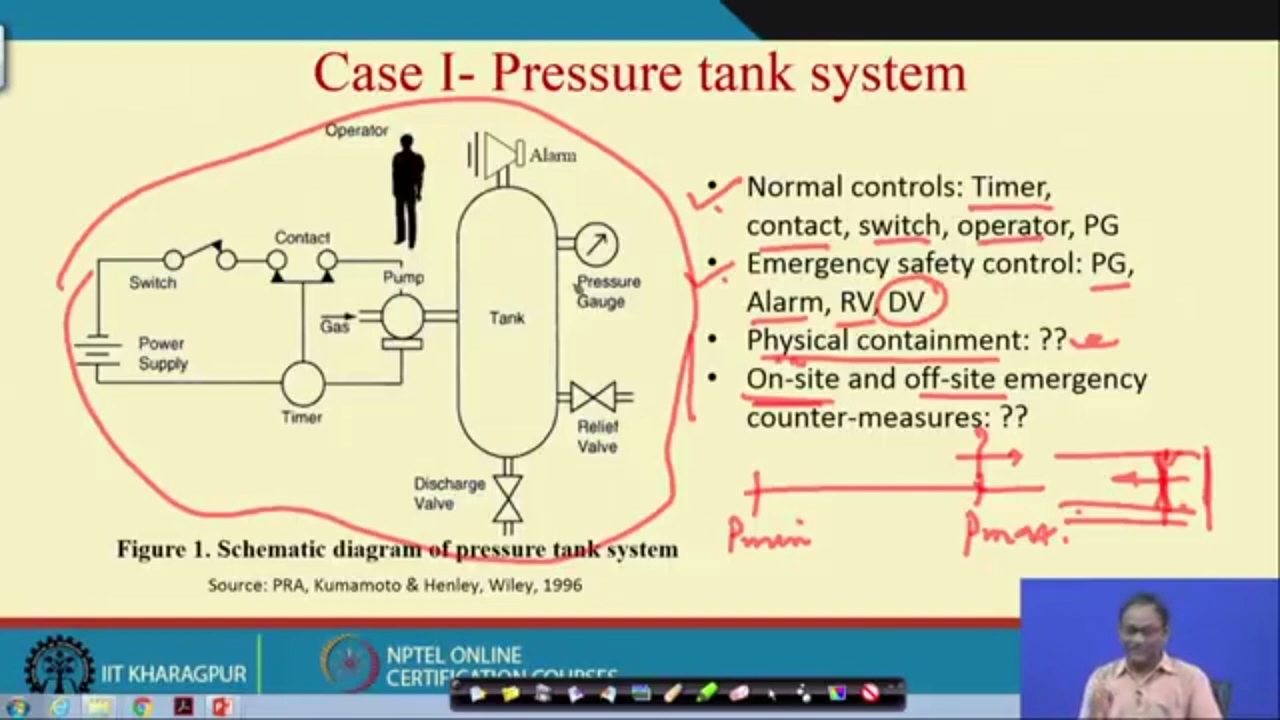 Case I- Pressure tank system
Operator
Alarm
Contact
Switch
Pump
Pressure
Gauge
Gas
Tank
Power
Supply
Timer
Relief
Valve
Discharge
Valve
Figure 1. Schematic diagram of pressure tank system
Source: PRA, Kumamoto & Henley, Wiley, 1996
• Normal controls: Timer,
contact, switch, operator, PG
• Emergency safety control: PG,
Alarm, RV, DV
• Physical containment: ??
• On-site and off-site emergency
counter-measures: ??
Pmin
Pmax.
IIT KHARAGPUR
NPTEL ONLINE
CERTIFICATION COURSES